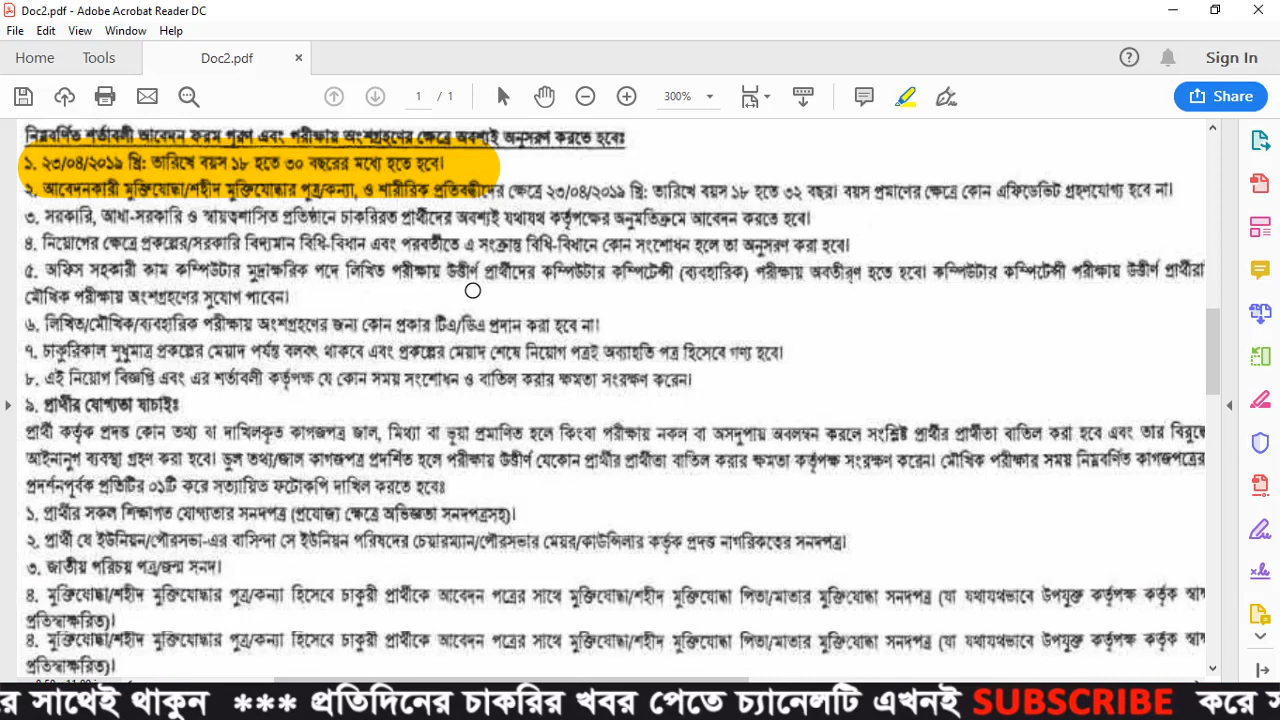 Doc2.pdf - Adobe Acrobat Reader DC
File Edit View Window Help
Home Tools Doc2.pdf × Sign In
1 / 1 300% Share
নিম্নবর্ণিত শর্তাবলী আবেদন ফরম পূরণ এবং পরীক্ষায় অংশগ্রহণের ক্ষেত্রে অবশ্যই অনুসরণ করতে হবেঃ
১. ২৩/০৪/২০১৯ খ্রি: তারিখে বয়স ১৮ হতে ৩০ বছরের মধ্যে হতে হবে।
২. আবেদনকারী মুক্তিযোদ্ধা/শহীদ মুক্তিযোদ্ধার পুত্র/কন্যা, ও শারীরিক প্রতিবন্ধীদের ক্ষেত্রে ২৩/০৪/২০১৯ খ্রি: তারিখে বয়স ১৮ হতে ৩২ বছর। বয়স প্রমাণের ক্ষেত্রে কোন এফিডেভিট গ্রহণযোগ্য হবে না।
৩. সরকারি, আধা-সরকারি ও স্বায়ত্বশাসিত প্রতিষ্ঠানে চাকরিরত প্রার্থীদের অবশ্যই যথাযথ কর্তৃপক্ষের অনুমতিক্রমে আবেদন করতে হবে।
৪. নিয়োগের ক্ষেত্রে প্রকল্পের/সরকারি বিদ্যমান বিধি-বিধান এবং পরবর্তীতে এ সংক্রান্ত বিধি-বিধানে কোন সংশোধন হলে তা অনুসরণ করা হবে।
৫. অফিস সহকারী কাম কম্পিউটার মুদ্রাক্ষরিক পদে লিখিত পরীক্ষায় উত্তীর্ণ প্রার্থীদের কম্পিউটার কম্পিটেন্সী (ব্যবহারিক) পরীক্ষায় অবতীর্ণ হতে হবে। কম্পিউটার কম্পিটেন্সী পরীক্ষায় উত্তীর্ণ প্রার্থীরা
মৌখিক পরীক্ষায় অংশগ্রহণের সুযোগ পাবেন।
৬. লিখিত/মৌখিক/ব্যবহারিক পরীক্ষায় অংশগ্রহণের জন্য কোন প্রকার টিএ/ডিএ প্রদান করা হবে না।
৭. চাকুরিকাল শুধুমাত্র প্রকল্পের মেয়াদ পর্যন্ত বলবৎ থাকবে এবং প্রকল্পের মেয়াদ শেষে নিয়োগ পত্রই অব্যাহতি পত্র হিসেবে গণ্য হবে।
৮. এই নিয়োগ বিজ্ঞপ্তি এবং এর শর্তাবলী কর্তৃপক্ষ যে কোন সময় সংশোধন ও বাতিল করার ক্ষমতা সংরক্ষণ করেন।
৯. প্রার্থীর যোগ্যতা যাচাইঃ
প্রার্থী কর্তৃক প্রদত্ত কোন তথ্য বা দাখিলকৃত কাগজপত্র জাল, মিথ্যা বা ভূয়া প্রমাণিত হলে কিংবা পরীক্ষায় নকল বা অসদুপায় অবলম্বন করলে সংশ্লিষ্ট প্রার্থীর প্রার্থীতা বাতিল করা হবে এবং তার বিরুদ্ধে
আইনানুগ ব্যবস্থা গ্রহণ করা হবে। ভুল তথ্য/জাল কাগজপত্র প্রদর্শিত হলে পরীক্ষায় উত্তীর্ণ যেকোন প্রার্থীর প্রার্থীতা বাতিল করার ক্ষমতা কর্তৃপক্ষ সংরক্ষণ করেন। মৌখিক পরীক্ষার সময় নিম্নবর্ণিত কাগজপত্রের
প্রদর্শনপূর্বক প্রতিটির ০১টি করে সত্যায়িত ফটোকপি দাখিল করতে হবেঃ
১. প্রার্থীর সকল শিক্ষাগত যোগ্যতার সনদপত্র (প্রযোজ্য ক্ষেত্রে অভিজ্ঞতা সনদপত্রসহ)।
২. প্রার্থী যে ইউনিয়ন/পৌরসভা-এর বাসিন্দা সে ইউনিয়ন পরিষদের চেয়ারম্যান/পৌরসভার মেয়র/কাউন্সিলার কর্তৃক প্রদত্ত নাগরিকত্বের সনদপত্র।
৩. জাতীয় পরিচয় পত্র/জন্ম সনদ।
৪. মুক্তিযোদ্ধা/শহীদ মুক্তিযোদ্ধার পুত্র/কন্যা হিসেবে চাকুরী প্রার্থীকে আবেদন পত্রের সাথে মুক্তিযোদ্ধা/শহীদ মুক্তিযোদ্ধা পিতা/মাতার মুক্তিযোদ্ধা সনদপত্র (যা যথাযথভাবে উপযুক্ত কর্তৃপক্ষ কর্তৃক
প্রতিস্বাক্ষরিত)।
৪. মুক্তিযোদ্ধা/শহীদ মুক্তিযোদ্ধার পুত্র/কন্যা হিসেবে চাকুরী প্রার্থীকে আবেদন পত্রের সাথে মুক্তিযোদ্ধা/শহীদ মুক্তিযোদ্ধা পিতা/মাতার মুক্তিযোদ্ধা সনদপত্র (যা যথাযথভাবে উপযুক্ত কর্তৃপক্ষ কর্তৃক
প্রতিস্বাক্ষরিত)।
র সাথেই থাকুন *** প্রতিদিনের চাকরির খবর পেতে চ্যানেলটি এখনই SUBSCRIBE করে